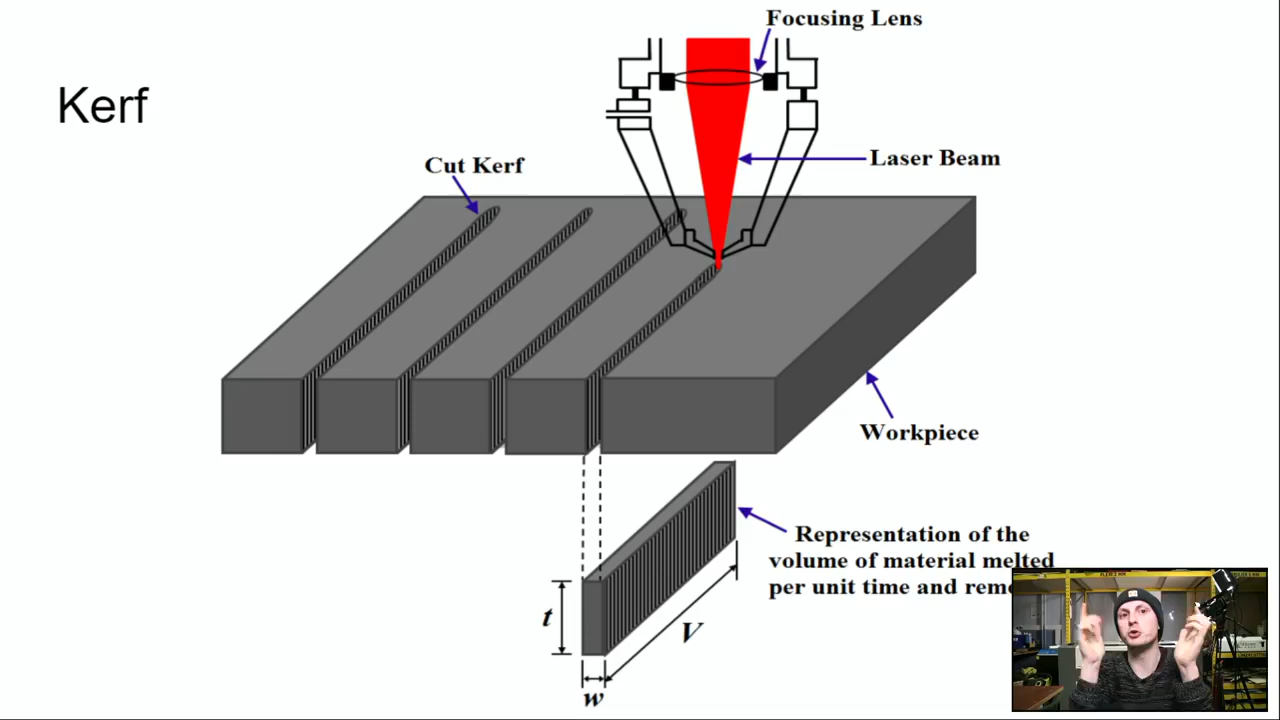 Focusing Lens
Kerf
Cut Kerf
Laser Beam
Workpiece
Representation of the
volume of material melted
per unit time and
t
V
w